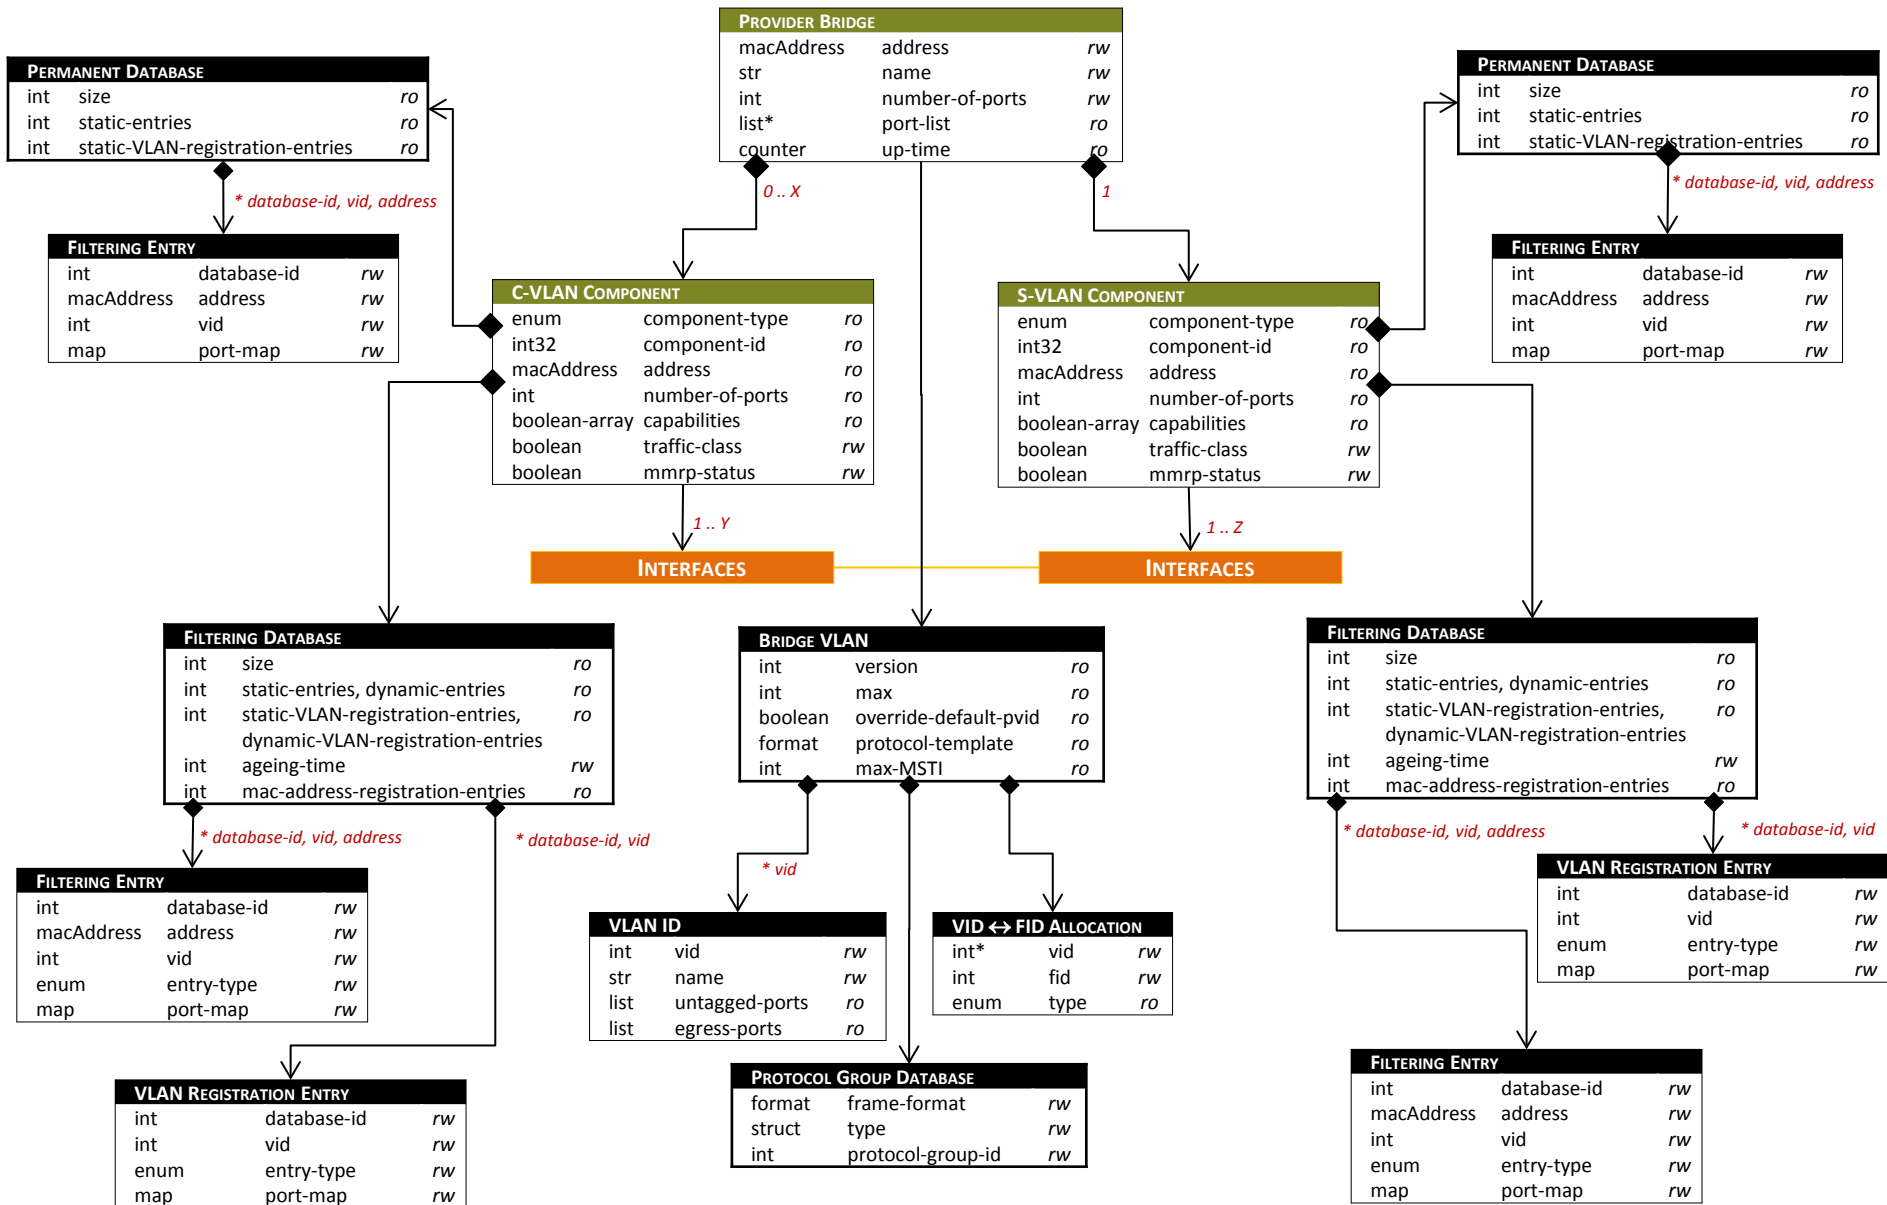 PROVIDER BRIDGE
macAddress address rw
str name rw
int number-of-ports rw
list* port-list ro
counter up-time ro
0 .. X
1
PERMANENT DATABASE
int size ro
int static-entries ro
int static-VLAN-registration-entries ro
* database-id, vid, address
FILTERING ENTRY
int database-id rw
macAddress address rw
int vid rw
map port-map rw
PERMANENT DATABASE
int size ro
int static-entries ro
int static-VLAN-registration-entries ro
* database-id, vid, address
FILTERING ENTRY
int database-id rw
macAddress address rw
int vid rw
map port-map rw
C-VLAN COMPONENT
enum component-type ro
int32 component-id ro
macAddress address ro
int number-of-ports ro
boolean-array capabilities ro
boolean traffic-class rw
boolean mmrp-status rw
1 .. Y
INTERFACES
S-VLAN COMPONENT
enum component-type ro
int32 component-id ro
macAddress address ro
int number-of-ports ro
boolean-array capabilities ro
boolean traffic-class rw
boolean mmrp-status rw
1 .. Z
INTERFACES
FILTERING DATABASE
int size ro
int static-entries, dynamic-entries ro
int static-VLAN-registration-entries, ro
dynamic-VLAN-registration-entries
int ageing-time rw
int mac-address-registration-entries ro
* database-id, vid, address
* database-id, vid
FILTERING ENTRY
int database-id rw
macAddress address rw
int vid rw
enum entry-type rw
map port-map rw
VLAN REGISTRATION ENTRY
int database-id rw
int vid rw
enum entry-type rw
map port-map rw
BRIDGE VLAN
int version ro
int max ro
boolean override-default-pvid ro
format protocol-template ro
int max-MSTI ro
* vid
VLAN ID
int vid rw
str name rw
list untagged-ports ro
list egress-ports ro
VID ↔ FID ALLOCATION
int* vid rw
int fid rw
enum type ro
PROTOCOL GROUP DATABASE
format frame-format rw
struct type rw
int protocol-group-id rw
FILTERING DATABASE
int size ro
int static-entries, dynamic-entries ro
int static-VLAN-registration-entries, ro
dynamic-VLAN-registration-entries
int ageing-time rw
int mac-address-registration-entries ro
* database-id, vid, address
* database-id, vid
VLAN REGISTRATION ENTRY
int database-id rw
int vid rw
enum entry-type rw
map port-map rw
FILTERING ENTRY
int database-id rw
macAddress address rw
int vid rw
enum entry-type rw
map port-map rw